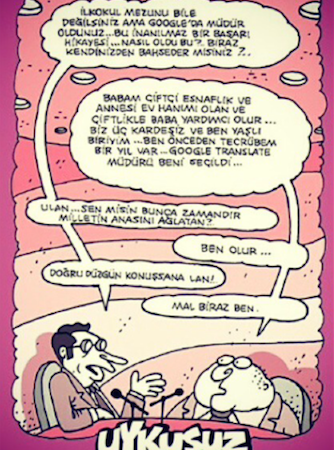 İLKOKUL MEZUNU BİLE
DEĞİLSİNİZ AMA GOOGLE'DA MÜDÜR
OLDUNUZ...BU İNANILMAZ BİR BAŞARI
HİKAYESİ...NASIL OLDU BU?. BİRAZ
KENDİNİZDEN BAHSEDER MİSİNİZ ?..
BABAM ÇİFTÇİ ESNAFLIK VE
ANNESİ EV HANIMI OLAN VE
ÇİFTLİKLE BABA YARDIMCI OLUR...
BİZ ÜÇ KARDEŞİZ VE BEN YAŞLI
BİRİYİM...BEN ÖNCEDEN TECRÜBEM
BİR YIL VAR...GOOGLE TRANSLATE
MÜDÜRÜ BENİ SEÇİLDİ...
ULAN...SEN MİSİN BUNCA ZAMANDIR
MİLLETİN ANASINI AĞLATAN?.
BEN OLUR...
DOĞRU DÜZGÜN KONUŞSANA LAN!
MAL BİRAZ BEN.
UYKUSUZ